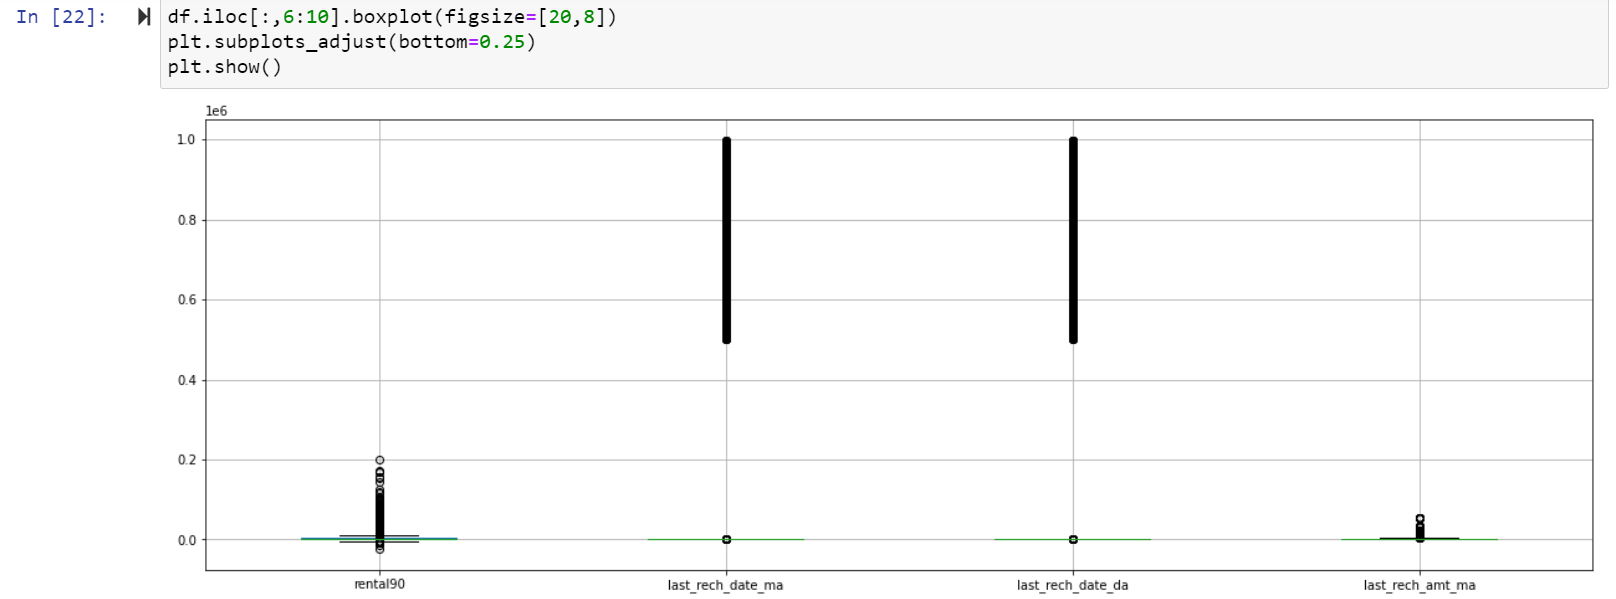 In [22]: df.iloc[:,6:10].boxplot(figsize=[20,8])
plt.subplots_adjust(bottom=0.25)
plt.show()
1e6
1.0
0.8
0.6
0.4
0.2
0.0
rental90 last_rech_date_ma last_rech_date_da last_rech_amt_ma